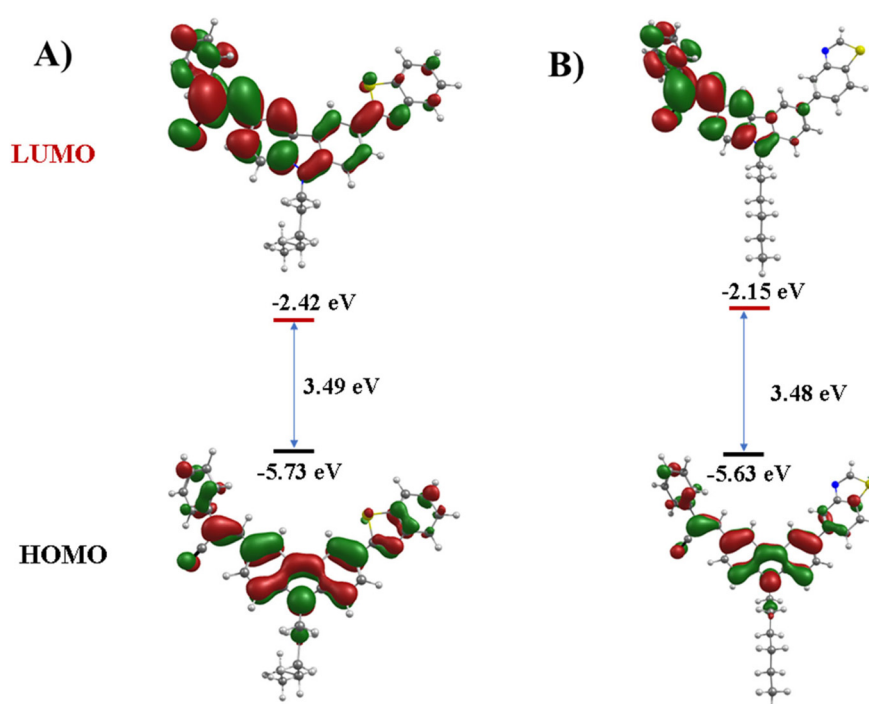 A)
B)
LUMO
-2.42 eV
-2.15 eV
3.49 eV
3.48 eV
-5.73 eV
-5.63 eV
HOMO